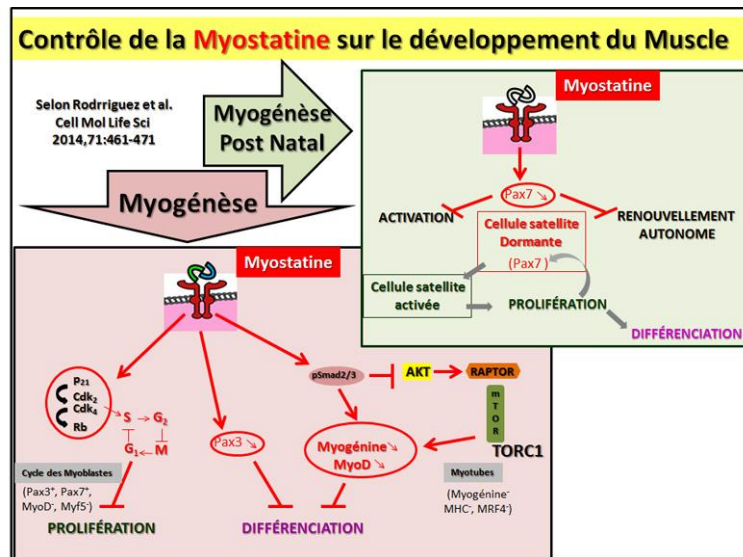 Contrôle de la Myostatine sur le développement du Muscle
Selon Rodrriguez et al.
Cell Mol Life Sci
2014,71:461-471
Myogénèse
Post Natal
Myogénèse
Myostatine
Pax7 ↘
ACTIVATION
RENOUVELLEMENT
AUTONOME
Cellule satellite
Dormante
(Pax7 )
Cellule satellite
activée
PROLIFÉRATION
DIFFÉRENCIATION
Myostatine
P21
Cdk2
Cdk4
Rb
S → G2
G1 ← M
Pax3 ↘
pSmad2/3
AKT
RAPTOR
mTOR
TORC1
Myogénine ↘
MyoD ↘
Cycle des Myoblastes
(Pax3+, Pax7+,
MyoD-, Myf5-)
Myotubes
(Myogénine-
MHC-, MRF4-)
PROLIFÉRATION
DIFFÉRENCIATION